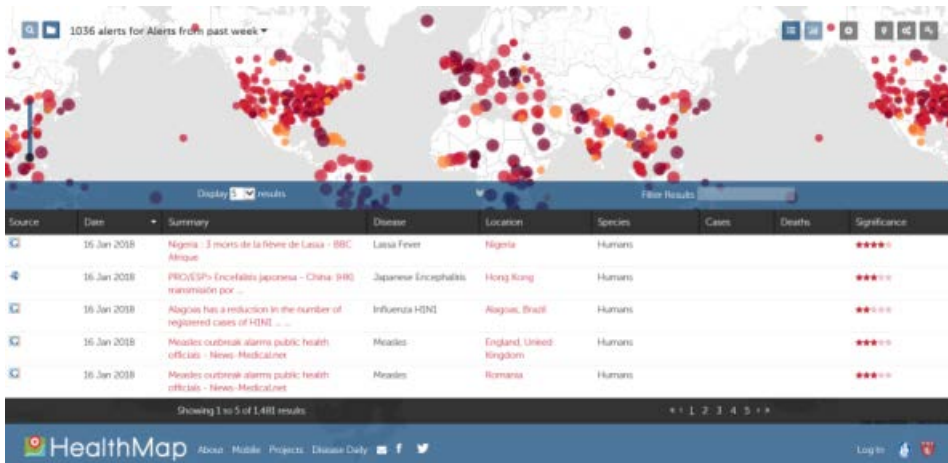 1036 alerts for Alerts from past week
Display 5 results
Filter Results
Source Date Summary Disease Location Species Cases Deaths Significance
16 Jan 2018 Nigeria : 3 morts de la fièvre de Lassa - BBC Lassa Fever Nigeria Humans
Afrique
16 Jan 2018 PRO/ESP> Encefalitis japonesa - China: (HK) Japanese Encephalitis Hong Kong Humans
transmisión por ...
16 Jan 2018 Alagoas has a reduction in the number of Influenza H1N1 Alagoas, Brazil Humans
registered cases of H1N1 ... ...
16 Jan 2018 Measles outbreak alarms public health Measles England, United Humans
officials - News-Medical.net Kingdom
16 Jan 2018 Measles outbreak alarms public health Measles Romania Humans
officials - News-Medical.net
Showing 1 to 5 of 1,481 results
« ‹ 1 2 3 4 5 › »
HealthMap About Mobile Projects Disease Daily
Log In